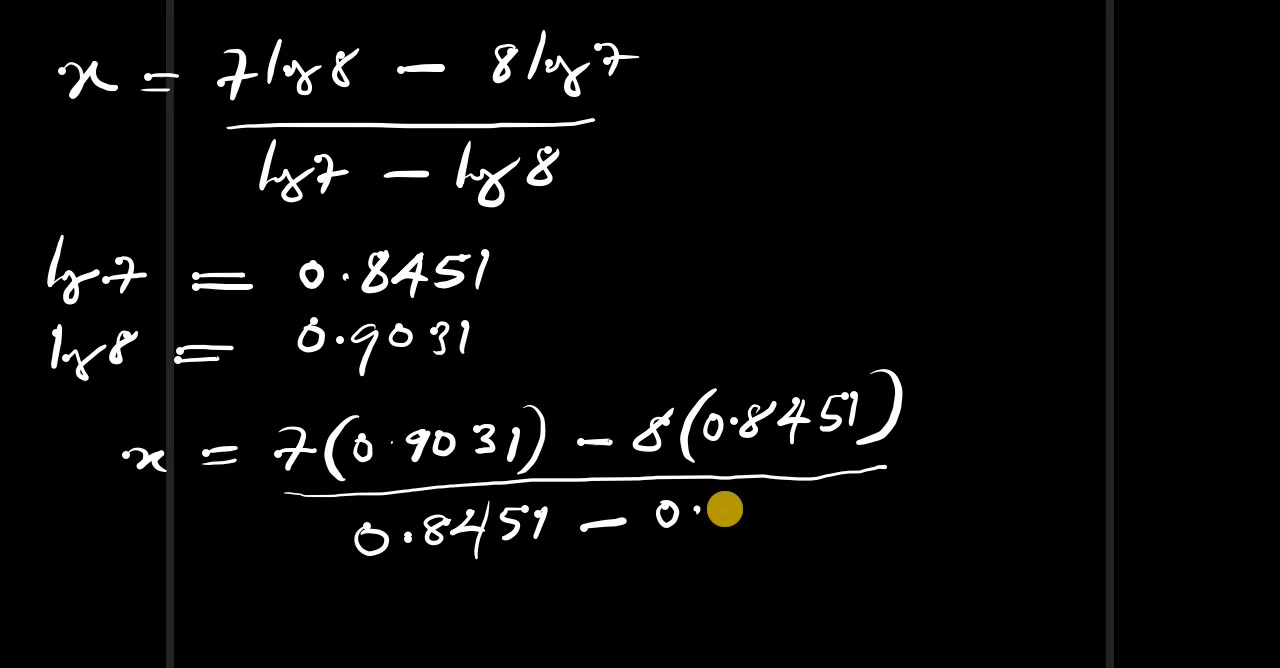 x = 7log8 - 8log7
log7 - log8
log7 = 0.8451
log8 = 0.9031
x = 7(0.9031) - 8(0.8451)
0.8451 - 0.